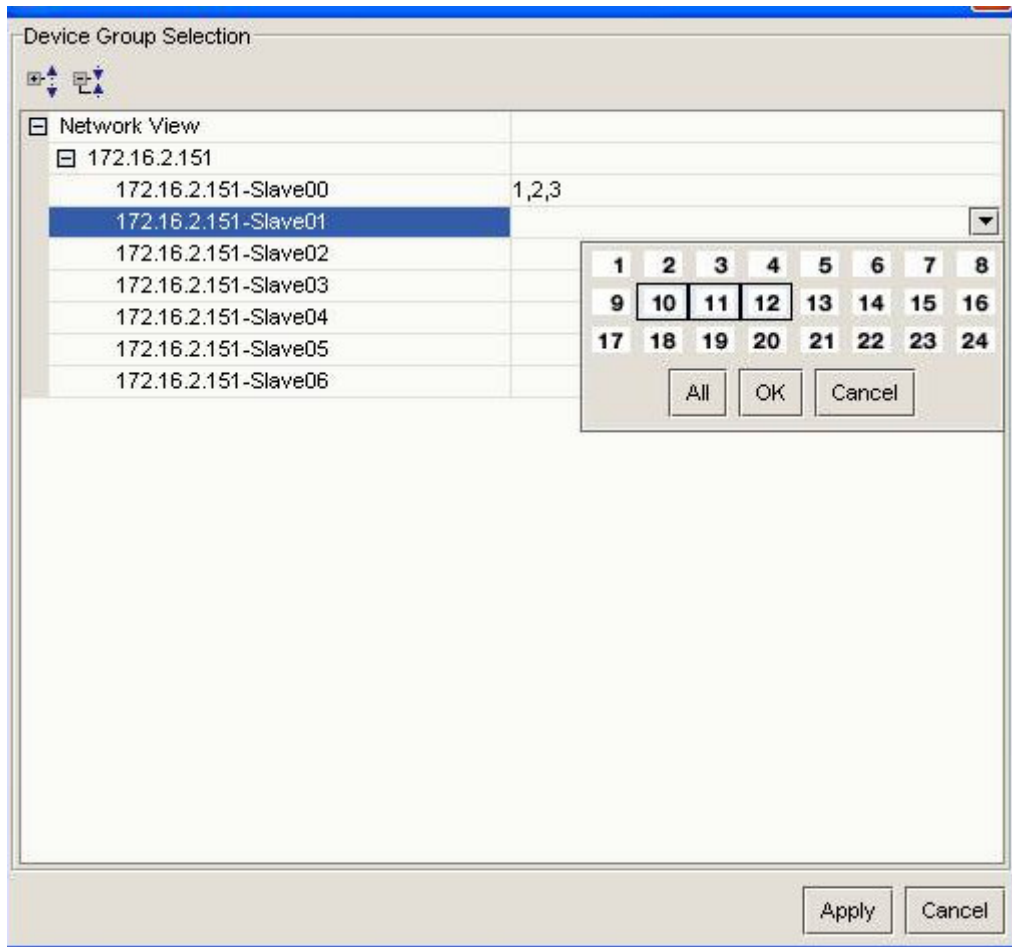 Device Group Selection
Network View
172.16.2.151
172.16.2.151-Slave00 1,2,3
172.16.2.151-Slave01
172.16.2.151-Slave02
172.16.2.151-Slave03
172.16.2.151-Slave04
172.16.2.151-Slave05
172.16.2.151-Slave06
1 2 3 4 5 6 7 8
9 10 11 12 13 14 15 16
17 18 19 20 21 22 23 24
All OK Cancel
Apply Cancel